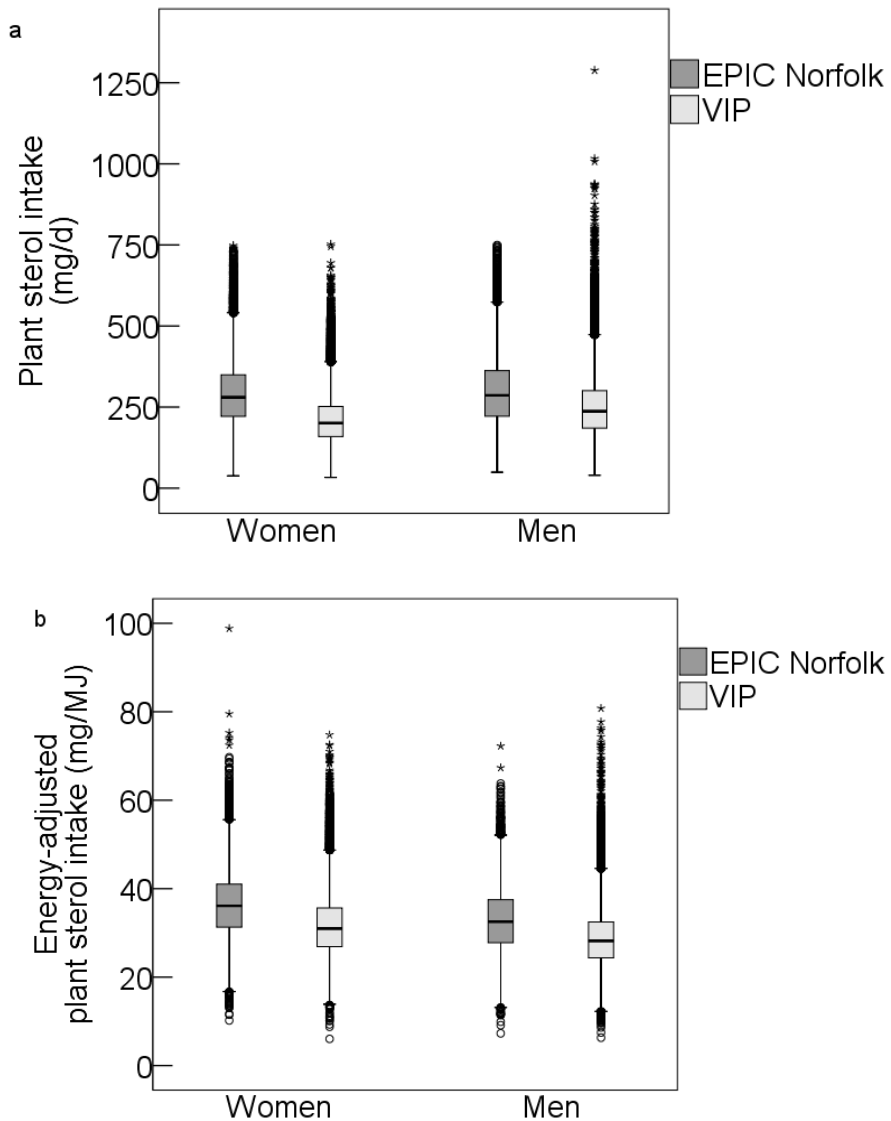 a
EPIC Norfolk
VIP
Plant sterol intake
(mg/d)
1250
1000
750
500
250
0
Women
Men
b
EPIC Norfolk
VIP
Energy-adjusted
plant sterol intake (mg/MJ)
100
80
60
40
20
0
Women
Men